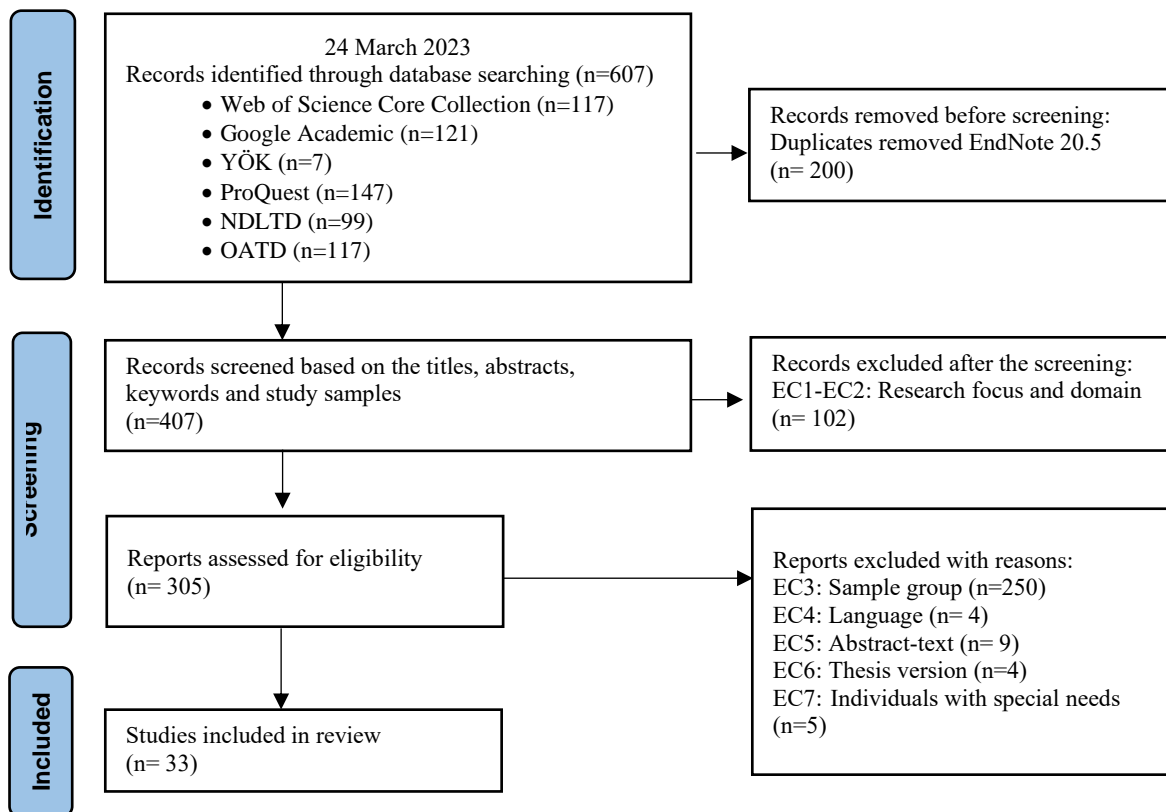 Identification
24 March 2023
Records identified through database searching (n=607)
• Web of Science Core Collection (n=117)
• Google Academic (n=121)
• YÖK (n=7)
• ProQuest (n=147)
• NDLTD (n=99)
• OATD (n=117)
Records removed before screening:
Duplicates removed EndNote 20.5
(n= 200)
Screening
Records screened based on the titles, abstracts,
keywords and study samples
(n=407)
Records excluded after the screening:
EC1-EC2: Research focus and domain
(n= 102)
Reports assessed for eligibility
(n= 305)
Reports excluded with reasons:
EC3: Sample group (n=250)
EC4: Language (n= 4)
EC5: Abstract-text (n= 9)
EC6: Thesis version (n=4)
EC7: Individuals with special needs
(n=5)
Included
Studies included in review
(n= 33)